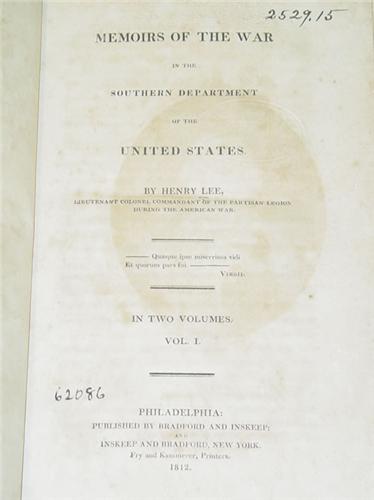 2529.15
MEMOIRS OF THE WAR
IN THE
SOUTHERN DEPARTMENT
OF THE
UNITED STATES.
BY HENRY LEE,
LIEUTENANT COLONEL COMMANDANT OF THE PARTISAN LEGION
DURING THE AMERICAN WAR.
——— Quæque ipse miserrima vidi
Et quorum pars fui. ———
VIRGIL.
IN TWO VOLUMES.
VOL. I.
62086
PHILADELPHIA:
PUBLISHED BY BRADFORD AND INSKEEP;
AND
INSKEEP AND BRADFORD, NEW YORK.
Fry and Kammerer, Printers.
1812.